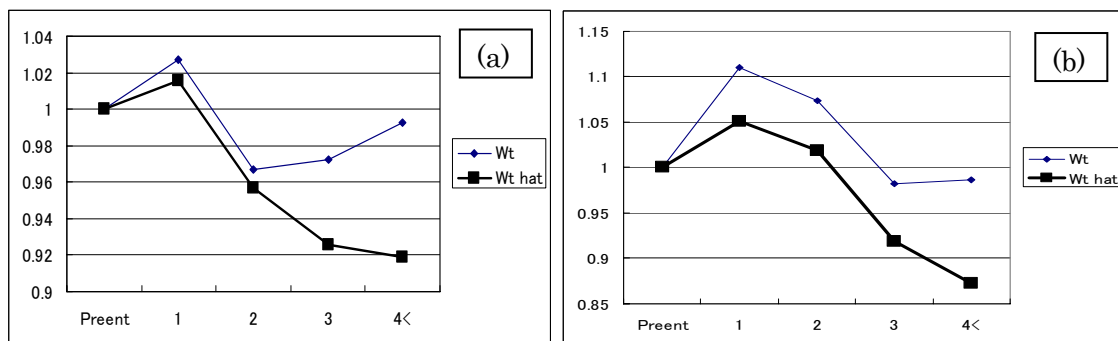 (a)
1.04
1.02
1
0.98
0.96
0.94
0.92
0.9
Preent 1 2 3 4<
Wt
Wt hat
(b)
1.15
1.1
1.05
1
0.95
0.9
0.85
Preent 1 2 3 4<
Wt
Wt hat